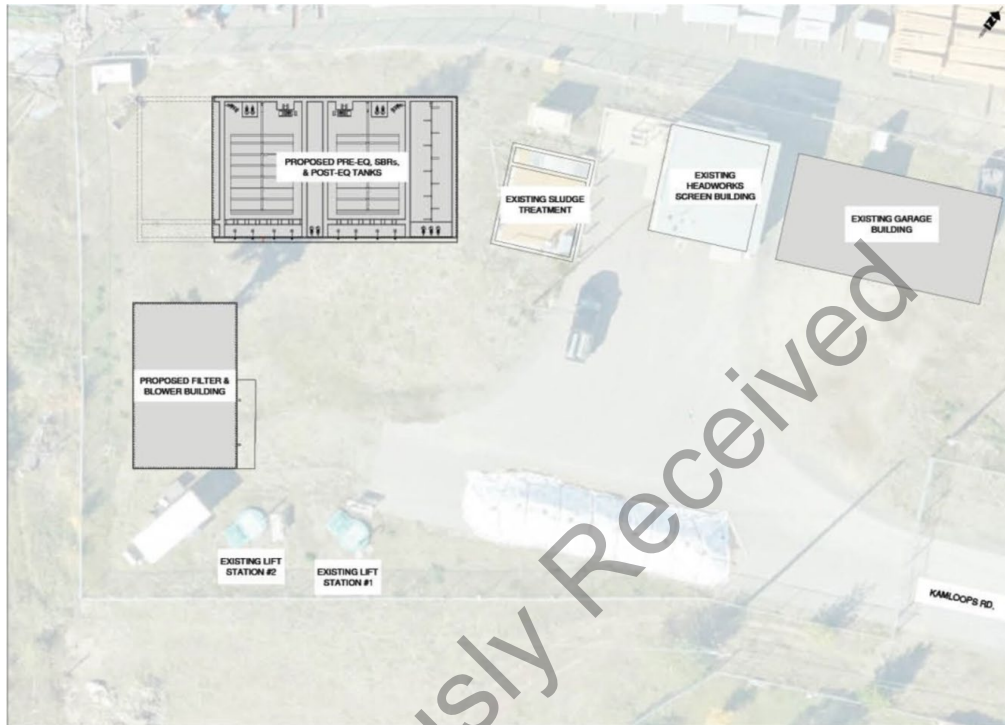 N
PROPOSED PRE-EQ, SBRs,
& POST-EQ TANKS
EXISTING SLUDGE
TREATMENT
EXISTING
HEADWORKS
SCREEN BUILDING
EXISTING GARAGE
BUILDING
PROPOSED FILTER &
BLOWER BUILDING
EXISTING LIFT
STATION #2
EXISTING LIFT
STATION #1
KAMLOOPS RD.
usly Received